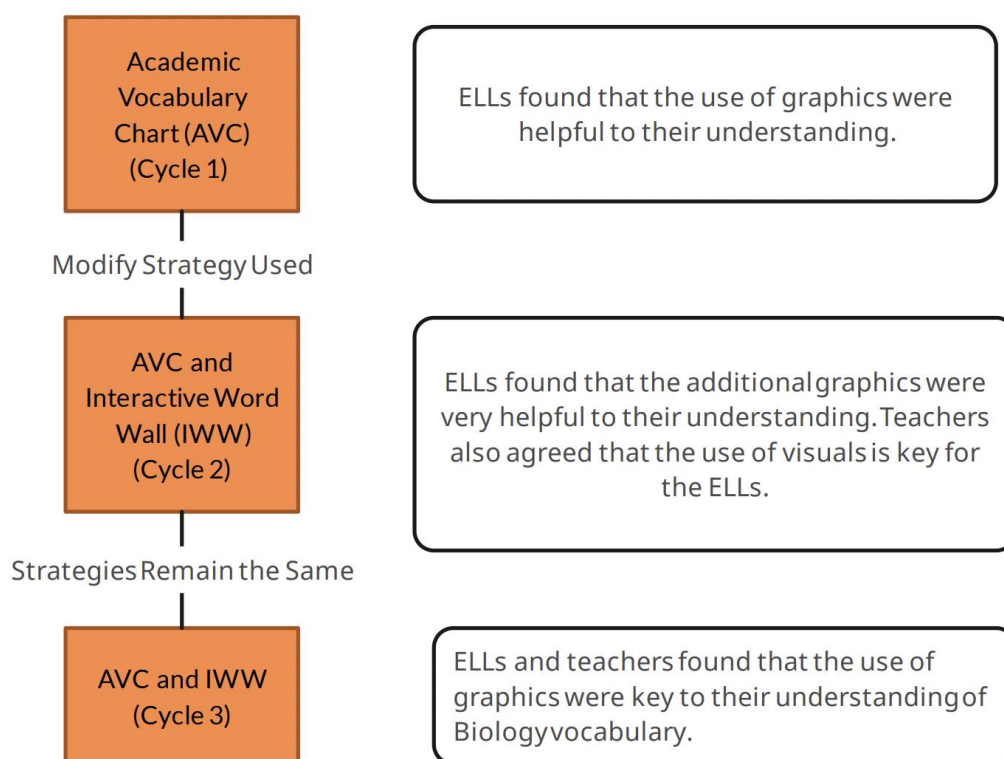 Academic
Vocabulary
Chart (AVC)
(Cycle 1)
ELLs found that the use of graphics were
helpful to their understanding.
Modify Strategy Used
AVC and
Interactive Word
Wall (IWW)
(Cycle 2)
ELLs found that the additional graphics were
very helpful to their understanding. Teachers
also agreed that the use of visuals is key for
the ELLs.
Strategies Remain the Same
AVC and IWW
(Cycle 3)
ELLs and teachers found that the use of
graphics were key to their understanding of
Biology vocabulary.